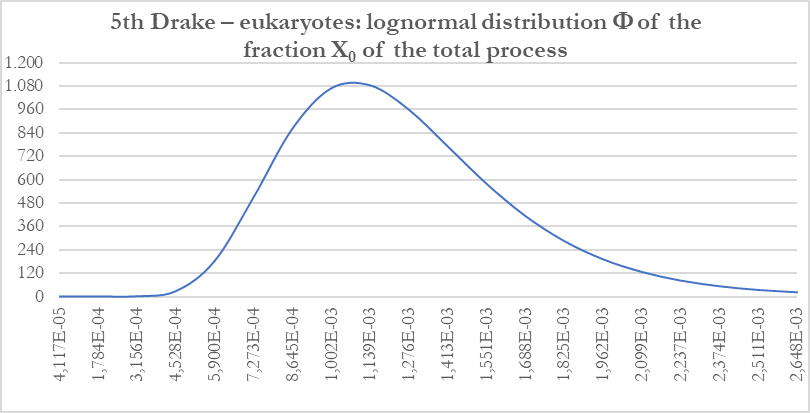 5th Drake – eukaryotes: lognormal distribution Φ of the
fraction X₀ of the total process
1.200
1.080
960
840
720
600
480
360
240
120
0
4,117E-05
1,784E-04
3,156E-04
4,528E-04
5,900E-04
7,273E-04
8,645E-04
1,002E-03
1,139E-03
1,276E-03
1,413E-03
1,551E-03
1,688E-03
1,825E-03
1,962E-03
2,099E-03
2,237E-03
2,374E-03
2,511E-03
2,648E-03